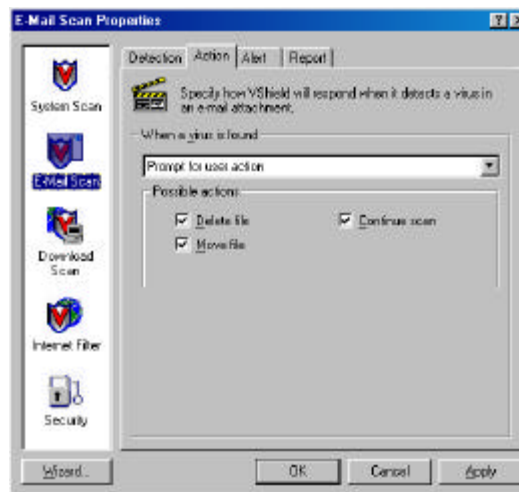 E-Mail Scan Properties
System Scan
E-Mail Scan
Download
Scan
Internet Filter
Security
Detection Action Alert Report
Specify how VShield will respond when it detects a virus in
an e-mail attachment.
When a virus is found
Prompt for user action
Possible actions
Delete file
Continue scan
Move file
Wizard...
OK Cancel Apply